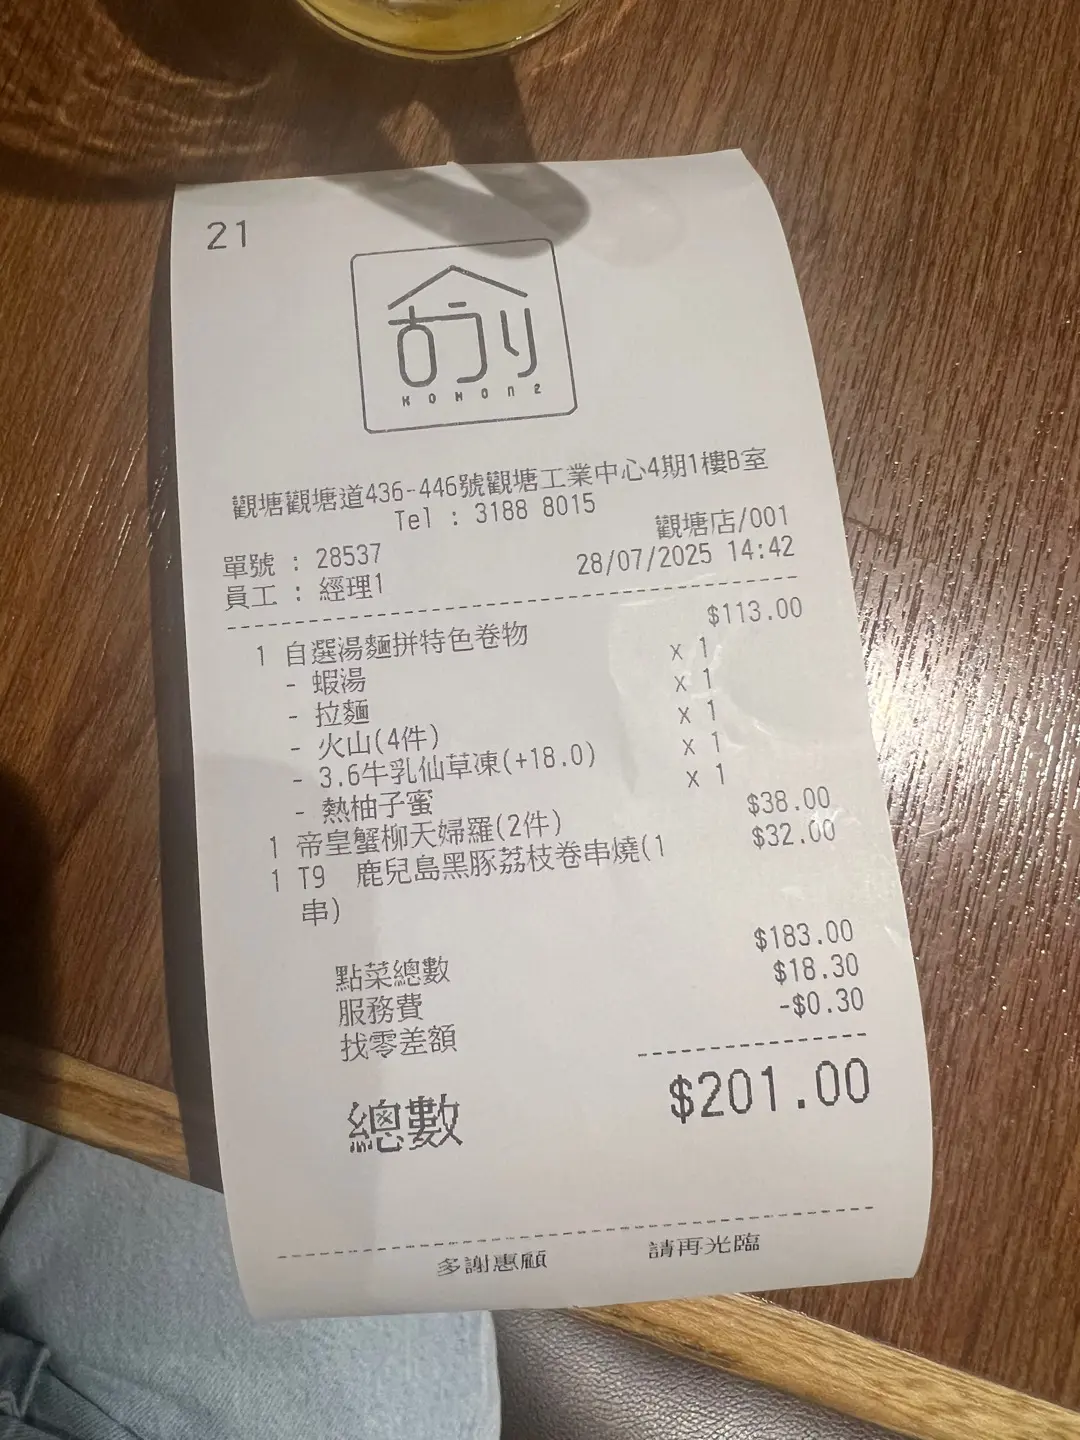 21
KOMON2
觀塘觀塘道436-446號觀塘工業中心4期1樓B室
Tel : 3188 8015
觀塘店/001
單號 : 28537
28/07/2025 14:42
員工 : 經理1
1 自選湯麵拼特色卷物 $113.00
- 蝦湯 x 1
- 拉麵 x 1
- 火山(4件) x 1
- 3.6牛乳仙草凍(+18.0) x 1
- 熱柚子蜜 x 1
1 帝皇蟹柳天婦羅(2件) $38.00
1 T9 鹿兒島黑豚荔枝卷串燒(1 $32.00
串)
點菜總數 $183.00
服務費 $18.30
找零差額 -$0.30
總數 $201.00
多謝惠顧 請再光臨